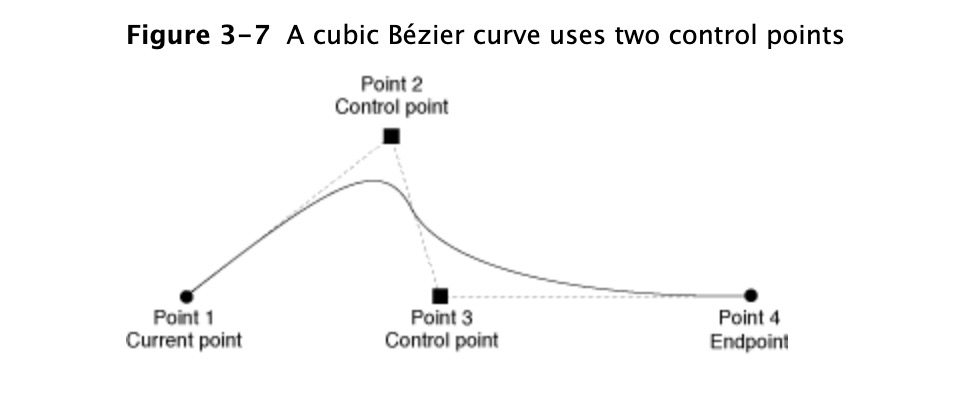 Figure 3-7 A cubic Bézier curve uses two control points
Point 2
Control point
Point 1
Current point
Point 3
Control point
Point 4
Endpoint